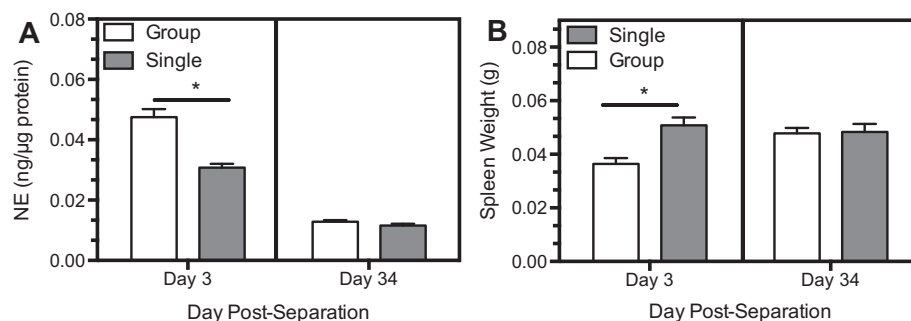 A
Group
Single
*
NE (ng/µg protein)
0.08
0.06
0.04
0.02
0.00
Day 3
Day 34
Day Post-Separation
B
Single
Group
*
Spleen Weight (g)
0.08
0.06
0.04
0.02
0.00
Day 3
Day 34
Day Post-Separation